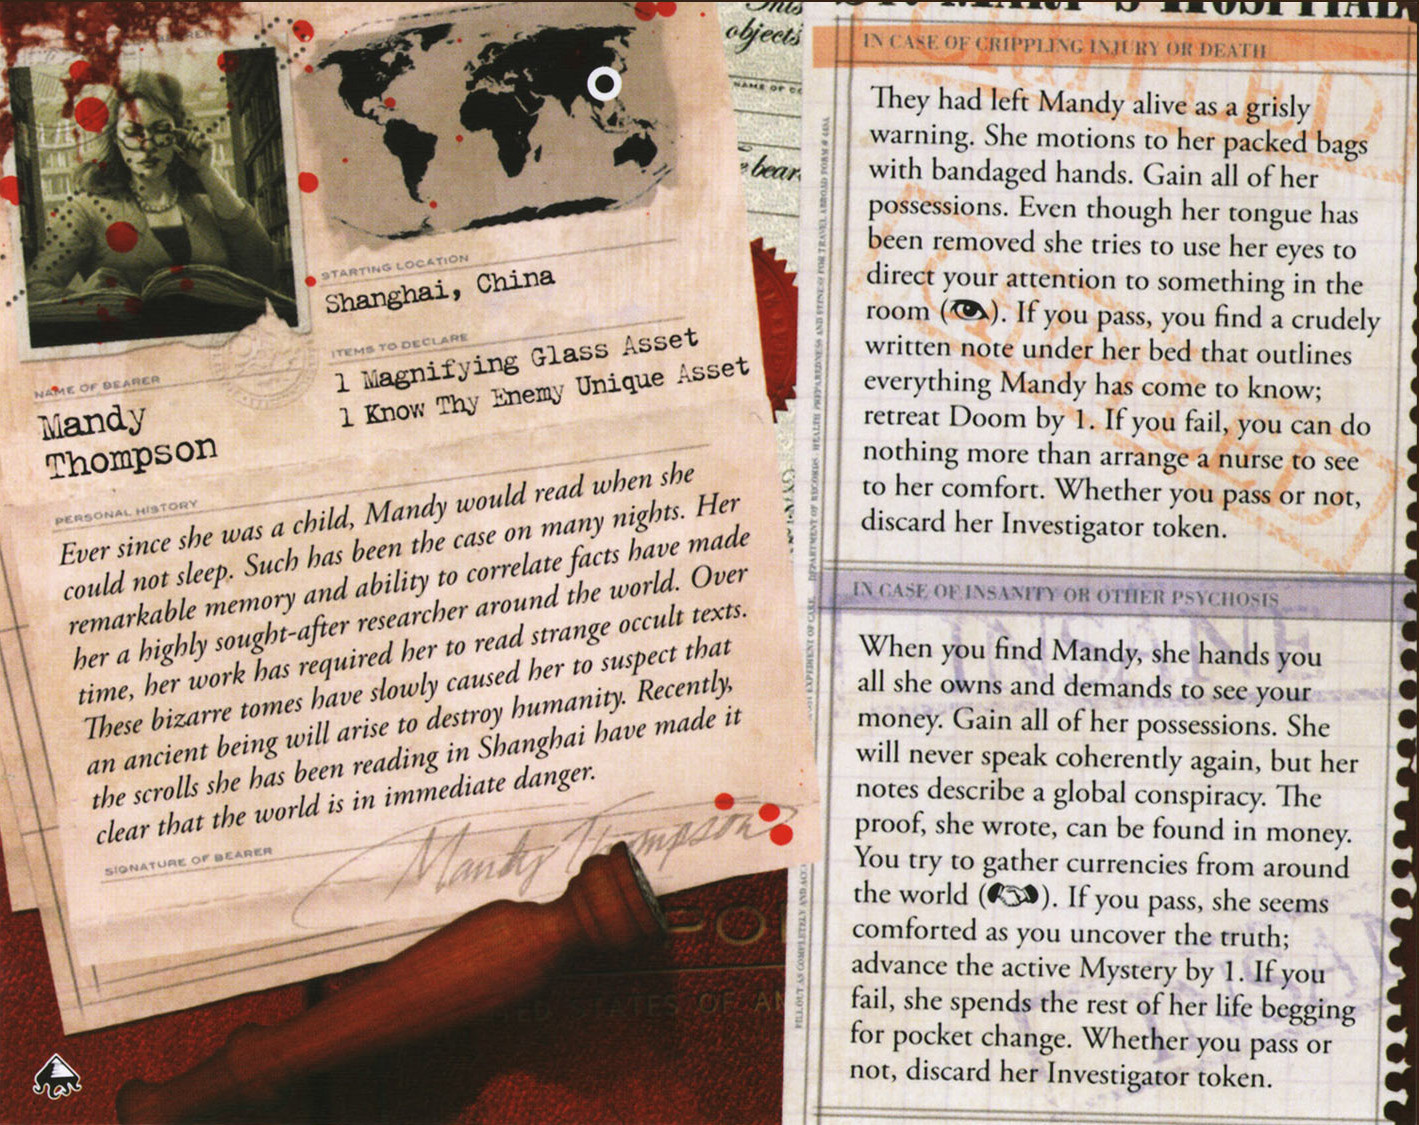 STARTING LOCATION
Shanghai, China
ITEMS TO DECLARE
1 Magnifying Glass Asset
1 Know Thy Enemy Unique Asset
NAME OF BEARER
Mandy
Thompson
PERSONAL HISTORY
Ever since she was a child, Mandy would read when she
could not sleep. Such has been the case on many nights. Her
remarkable memory and ability to correlate facts have made
her a highly sought-after researcher around the world. Over
time, her work has required her to read strange occult texts.
These bizarre tomes have slowly caused her to suspect that
an ancient being will arise to destroy humanity. Recently,
the scrolls she has been reading in Shanghai have made it
clear that the world is in immediate danger.
SIGNATURE OF BEARER
Mandy Thompson
This
objects
NAME OF
bear
IN CASE OF CRIPPLING INJURY OR DEATH
They had left Mandy alive as a grisly
warning. She motions to her packed bags
with bandaged hands. Gain all of her
possessions. Even though her tongue has
been removed she tries to use her eyes to
direct your attention to something in the
room ( ). If you pass, you find a crudely
written note under her bed that outlines
everything Mandy has come to know;
retreat Doom by 1. If you fail, you can do
nothing more than arrange a nurse to see
to her comfort. Whether you pass or not,
discard her Investigator token.
IN CASE OF INSANITY OR OTHER PSYCHOSIS
When you find Mandy, she hands you
all she owns and demands to see your
money. Gain all of her possessions. She
will never speak coherently again, but her
notes describe a global conspiracy. The
proof, she wrote, can be found in money.
You try to gather currencies from around
the world ( ). If you pass, she seems
comforted as you uncover the truth;
advance the active Mystery by 1. If you
fail, she spends the rest of her life begging
for pocket change. Whether you pass or
not, discard her Investigator token.